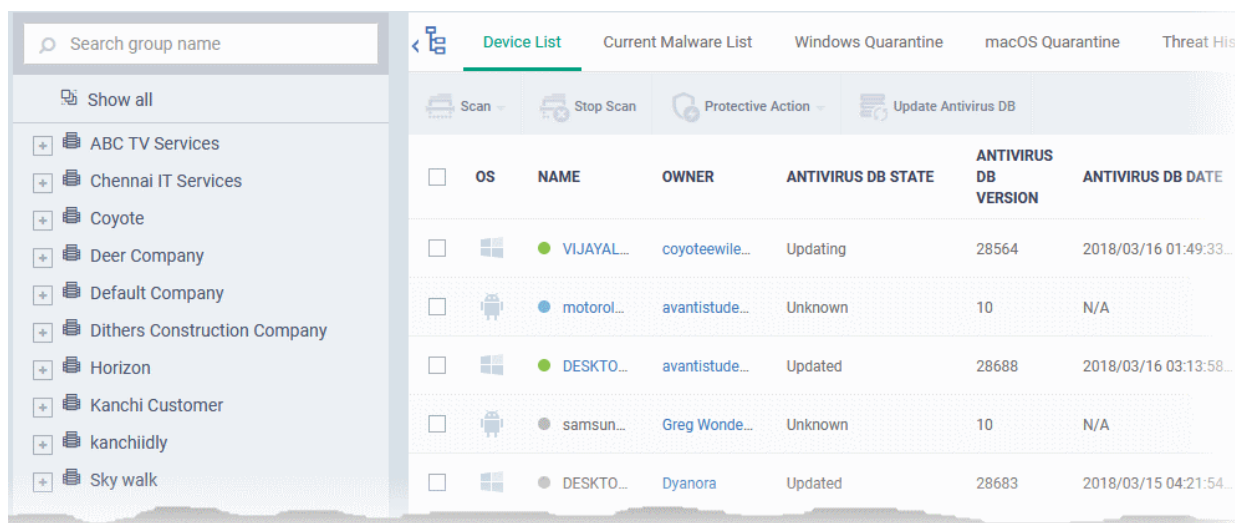 Search group name
Show all
ABC TV Services
Chennai IT Services
Coyote
Deer Company
Default Company
Dithers Construction Company
Horizon
Kanchi Customer
kanchiidly
Sky walk
Device List Current Malware List Windows Quarantine macOS Quarantine Threat His
Scan Stop Scan Protective Action Update Antivirus DB
OS NAME OWNER ANTIVIRUS DB STATE ANTIVIRUS DB VERSION ANTIVIRUS DB DATE
VIJAYAL... coyoteewile... Updating 28564 2018/03/16 01:49:33...
motorol... avantistude... Unknown 10 N/A
DESKTO... avantistude... Updated 28688 2018/03/16 03:13:58...
samsun... Greg Wonde... Unknown 10 N/A
DESKTO... Dyanora Updated 28683 2018/03/15 04:21:54...